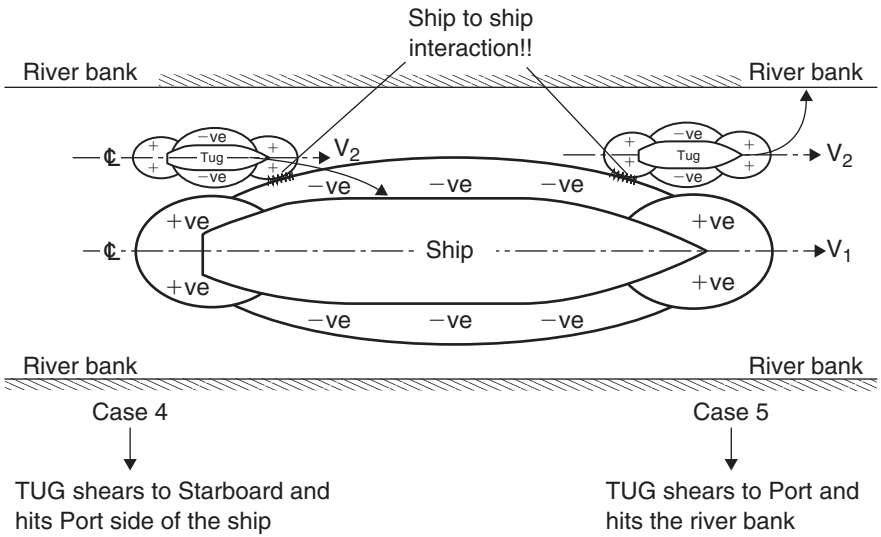 Ship to ship
interaction!!
River bank
River bank
−ve
+
+
+
+
Tug
−ve
℄
V2
−ve
+
+
+
+
Tug
−ve
V2
−ve
−ve
−ve
+ve
+ve
℄
Ship
V1
+ve
+ve
−ve
−ve
−ve
River bank
River bank
Case 4
Case 5
TUG shears to Starboard and
hits Port side of the ship
TUG shears to Port and
hits the river bank